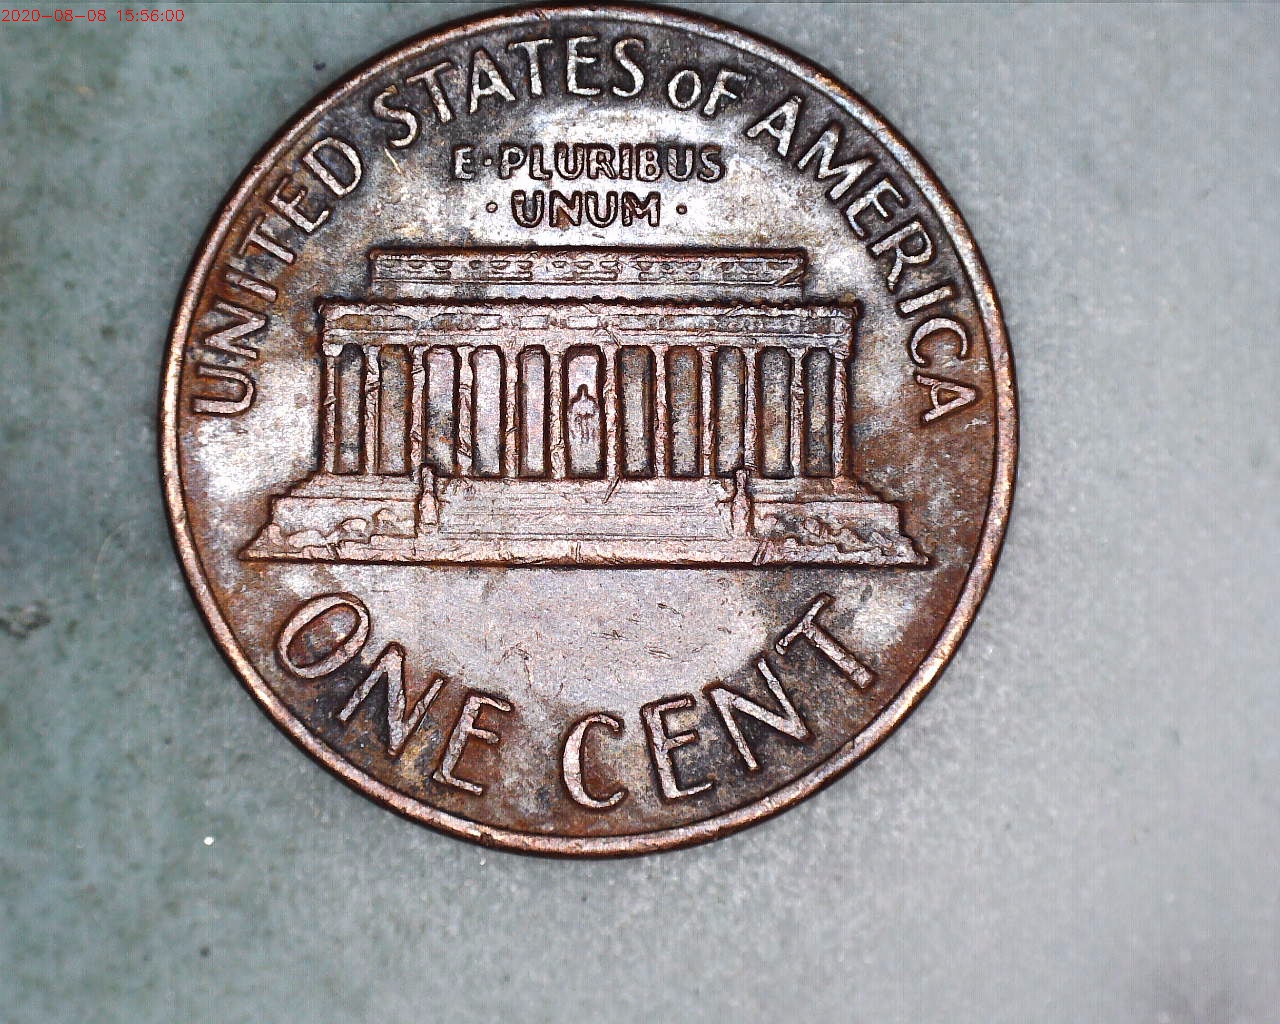 2020-08-08 15:56:00
UNITED STATES OF AMERICA
E·PLURIBUS
·UNUM·
ONE CENT